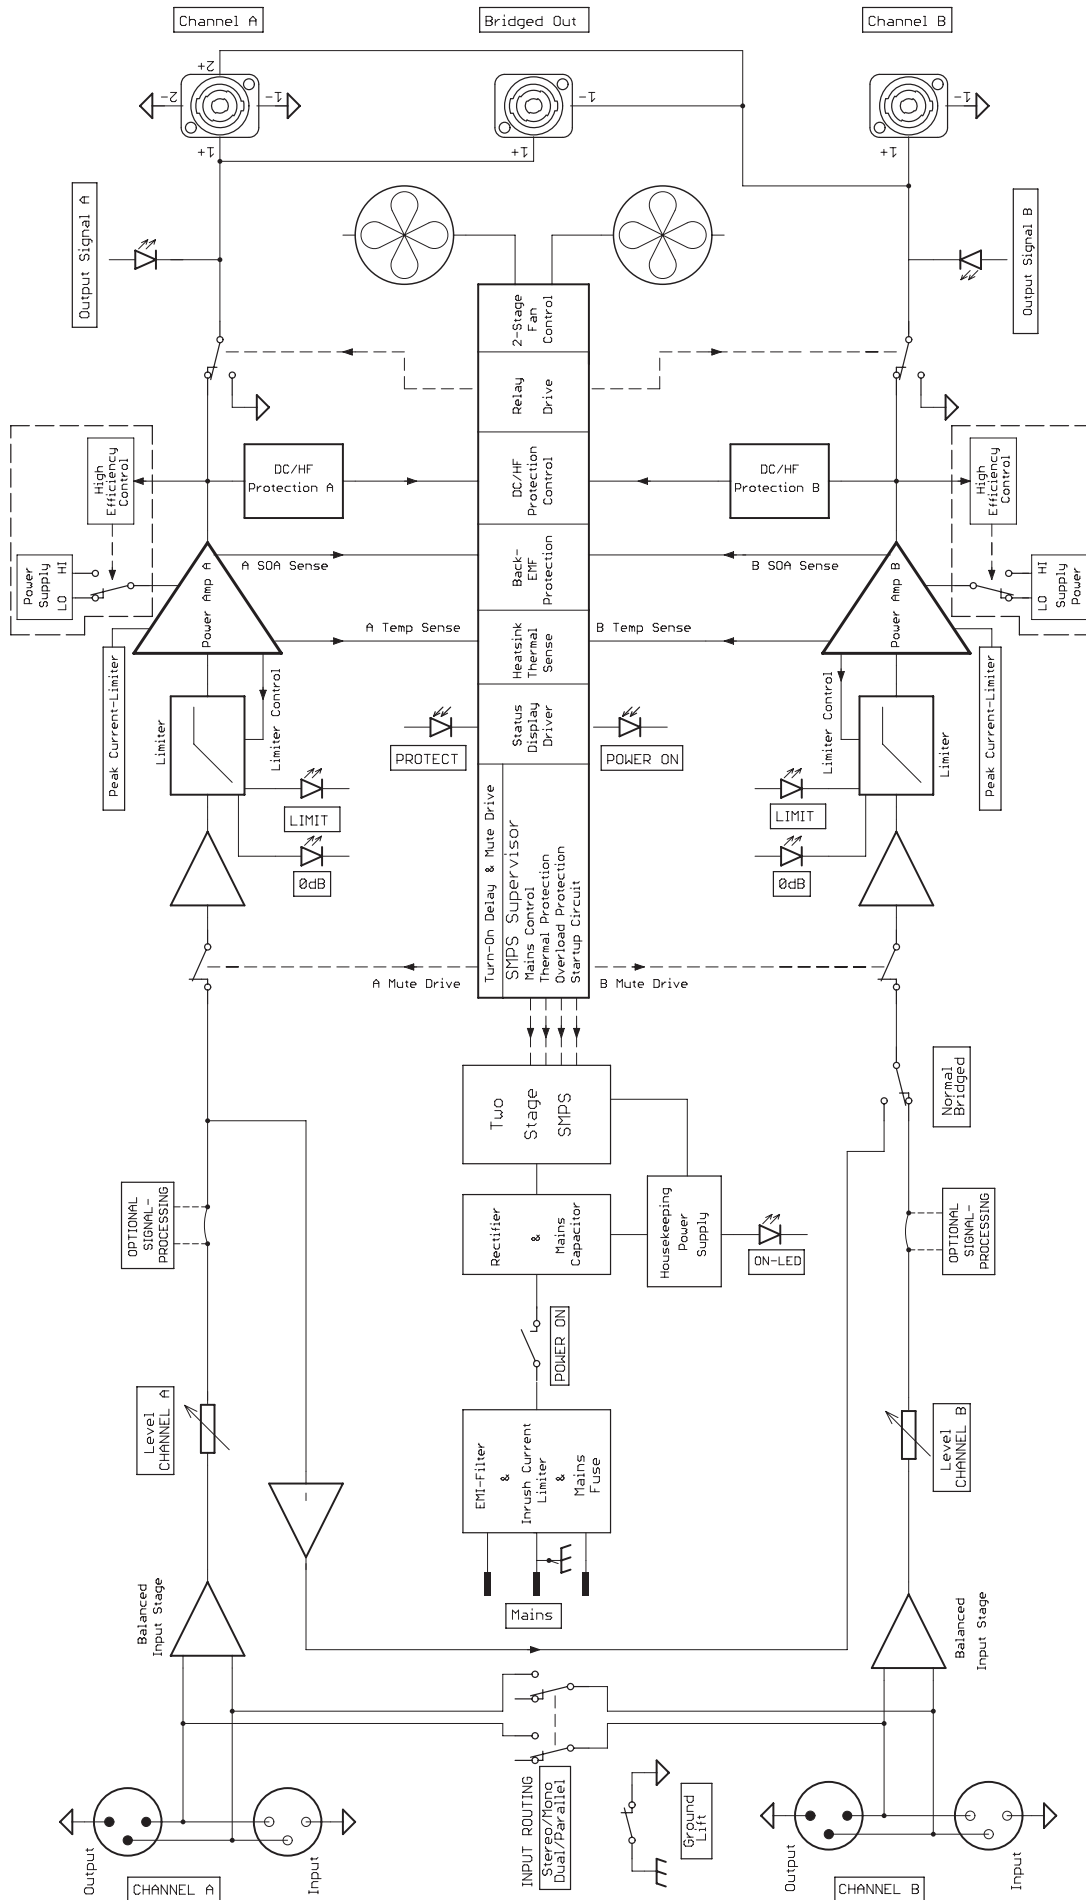 Channel A
Bridged Out
Channel B
2+
2-
1-
1+
1-
1+
1-
1+
Output Signal A
Output Signal B
2-Stage
Fan
Control
Relay
Drive
High
Efficiency
Control
DC/HF
Protection A
DC/HF
Protection
Control
DC/HF
Protection B
High
Efficiency
Control
Power
Supply
LO
HI
Power Amp A
A SOA Sense
Back-
EMF
Protection
B SOA Sense
Power Amp B
LO
HI
Supply
Power
Peak Current-Limiter
A Temp Sense
Heatsink
Thermal
Sense
B Temp Sense
Peak Current-Limiter
Limiter
Limiter Control
PROTECT
Status
Display
Driver
POWER ON
Limiter Control
Limiter
LIMIT
0dB
LIMIT
0dB
Turn-On Delay & Mute Drive
SMPS Supervisor
Mains Control
Thermal Protection
Overload Protection
Startup Circuit
A Mute Drive
B Mute Drive
Two
Stage
SMPS
Normal
Bridged
OPTIONAL
SIGNAL-
PROCESSING
Rectifier
&
Mains
Capacitor
Housekeeping
Power
Supply
ON-LED
OPTIONAL
SIGNAL-
PROCESSING
POWER ON
Level
CHANNEL A
Level
CHANNEL B
EMI-Filter
&
Inrush Current
Limiter
&
Mains
Fuse
Mains
Balanced
Input Stage
Balanced
Input Stage
INPUT ROUTING
Stereo/Mono
Dual/Parallel
Ground
Lift
Output
Input
CHANNEL A
Output
Input
CHANNEL B